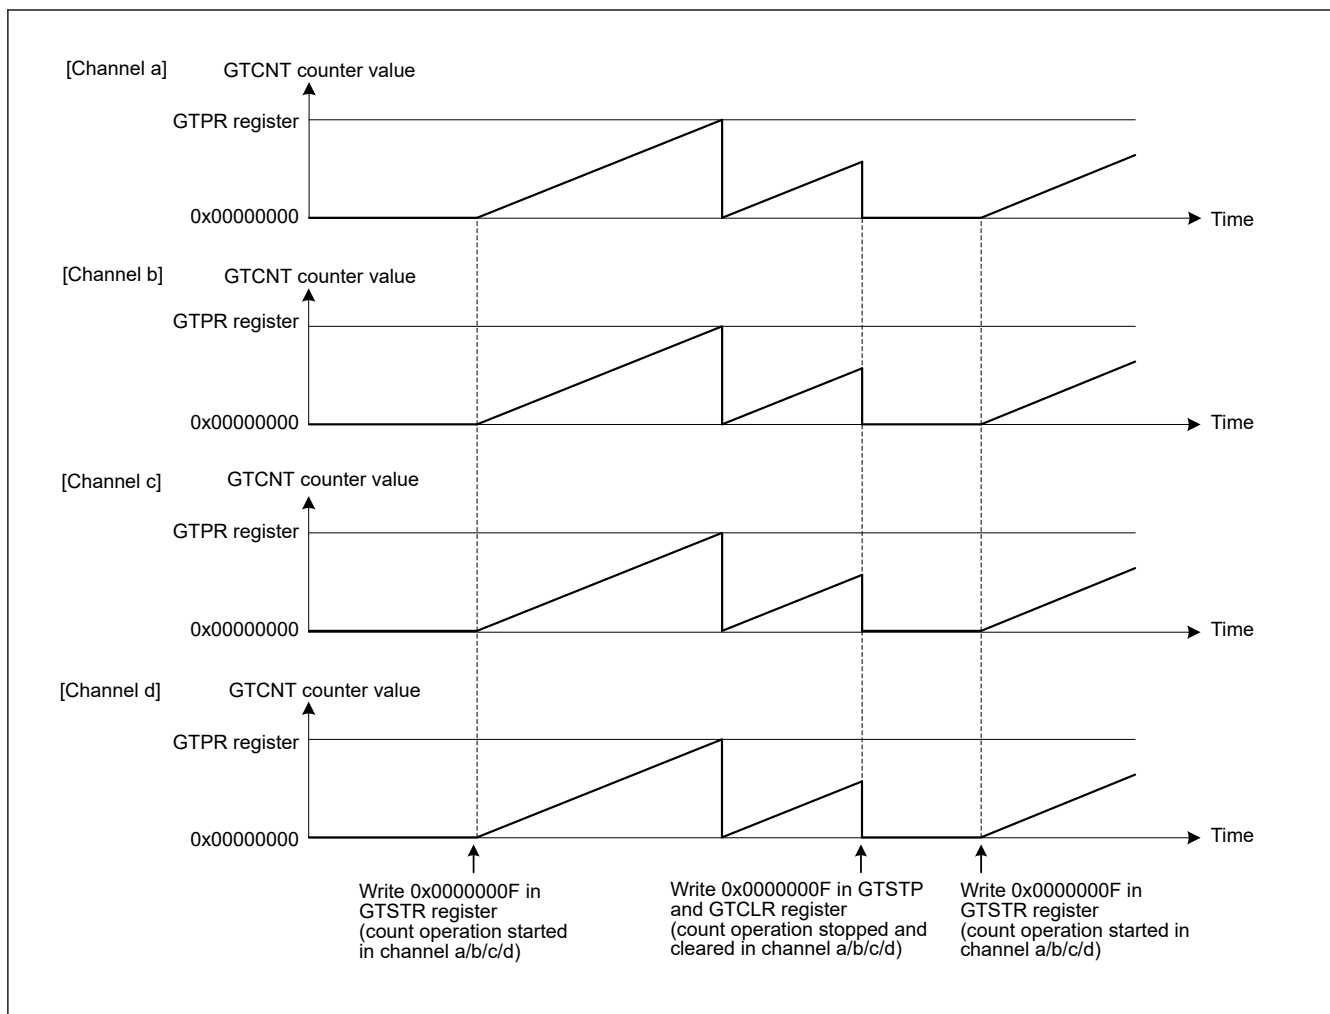 [Channel a]
GTCNT counter value
GTPR register
0x00000000
Time
[Channel b]
GTCNT counter value
GTPR register
0x00000000
Time
[Channel c]
GTCNT counter value
GTPR register
0x00000000
Time
[Channel d]
GTCNT counter value
GTPR register
0x00000000
Time
Write 0x0000000F in
GTSTR register
(count operation started
in channel a/b/c/d)
Write 0x0000000F in GTSTP
and GTCLR register
(count operation stopped and
cleared in channel a/b/c/d)
Write 0x0000000F in
GTSTR register
(count operation started in
channel a/b/c/d)